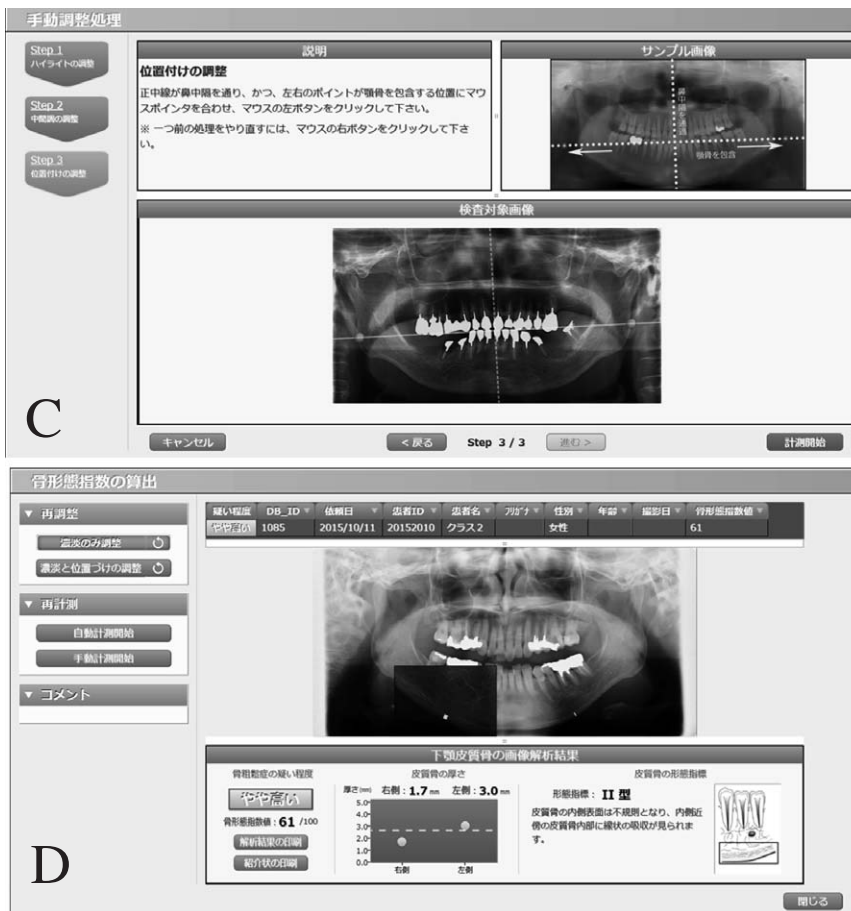 手動調整処理
Step 1
ハイライトの調整
Step 2
中間調の調整
Step 3
位置付けの調整
説明
位置付けの調整
正中線が鼻中隔を通り、かつ、左右のポイントが顎骨を包含する位置にマウ
スポインタを合わせ、マウスの左ボタンをクリックして下さい。
※ 一つ前の処理をやり直すには、マウスの右ボタンをクリックして下さ
い。
サンプル画像
鼻中隔を通過
顎骨を包含
検査対象画像
C
キャンセル
< 戻る
Step 3 / 3
進む >
計測開始
骨形態指数の算出
再調整
濃淡のみ調整
濃淡と位置づけの調整
再計測
自動計測開始
手動計測開始
コメント
疑い程度 DB_ID 依頼日 患者ID 患者名 フリガナ 性別 年齢 撮影日 骨形態指数値
やや高い 1085 2015/10/11 20152010 クラス2 女性 61
下顎皮質骨の画像解析結果
骨粗鬆症の疑い程度
やや高い
骨形態指数値：61 /100
解析結果の印刷
紹介状の印刷
皮質骨の厚さ
厚さ(mm) 右側：1.7 mm 左側：3.0 mm
5.0
4.0
3.0
2.0
1.0
0.0
右側 左側
皮質骨の形態指標
形態指標： II 型
皮質骨の内側表面は不規則となり、内側近
傍の皮質骨内部に線状の吸収が見られま
す。
D
閉じる